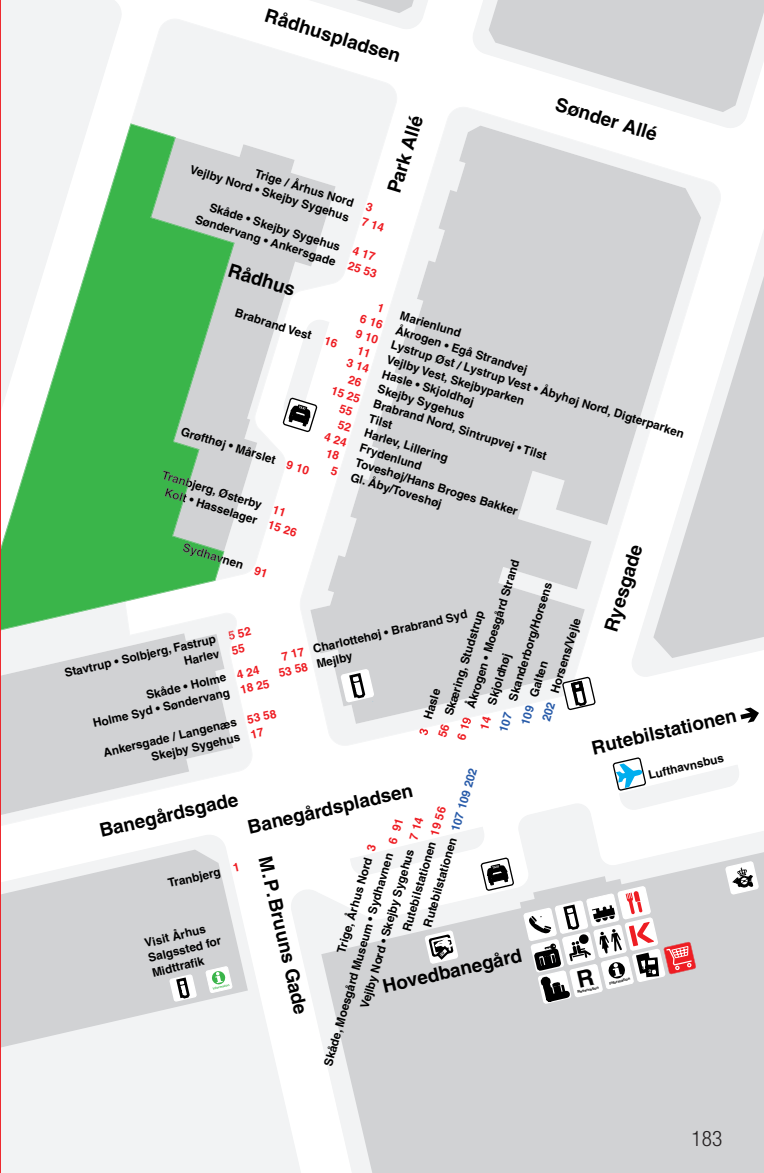 Rådhuspladsen
Sønder Allé
Park Allé
Trige / Århus Nord 3
Vejlby Nord • Skejby Sygehus 7 14
Skåde • Skejby Sygehus 4 17
Søndervang • Ankersgade 25 53
Rådhus
Brabrand Vest 16
1 Marienlund
6 16 Åkrogen • Egå Strandvej
9 10 Lystrup Øst / Lystrup Vest • Åbyhøj Nord, Digterparken
11 Vejlby Vest, Skejbyparken
3 14 Hasle • Skjoldhøj
26 Skejby Sygehus
15 25 Brabrand Nord, Sintrupvej • Tilst
55 Tilst
52 Harlev, Lillering
4 24 Frydenlund
18 Toveshøj/Hans Broges Bakker
5 Gl. Åby/Toveshøj
Grøfthøj • Mårslet 9 10
Tranbjerg, Østerby 11
Kolt • Hasselager 15 26
Sydhavnen 91
Ryesgade
Stavtrup • Solbjerg, Fastrup 5 52
Harlev 55
Skåde • Holme 4 24
Holme Syd • Søndervang 18 25
Ankersgade / Langenæs 53 58
Skejby Sygehus 17
7 17 Charlottehøj • Brabrand Syd
53 58 Mejlby
3 Hasle
56 Skæring, Studstrup
6 19 Åkrogen • Moesgård Strand
14 Skjoldhøj
107 Skanderborg/Horsens
109 Galten
202 Horsens/Vejle
Rutebilstationen
Lufthavnsbus
Banegårdsgade
Banegårdspladsen
M.P.Bruuns Gade
Tranbjerg 1
Trige, Århus Nord 3
Skåde, Moesgård Museum • Sydhavnen 6 91
Vejlby Nord • Skejby Sygehus 7 14
Rutebilstationen 19 56
Rutebilstationen 107 109 202
Visit Århus
Salgssted for
Midttrafik
Hovedbanegård
K
R
183